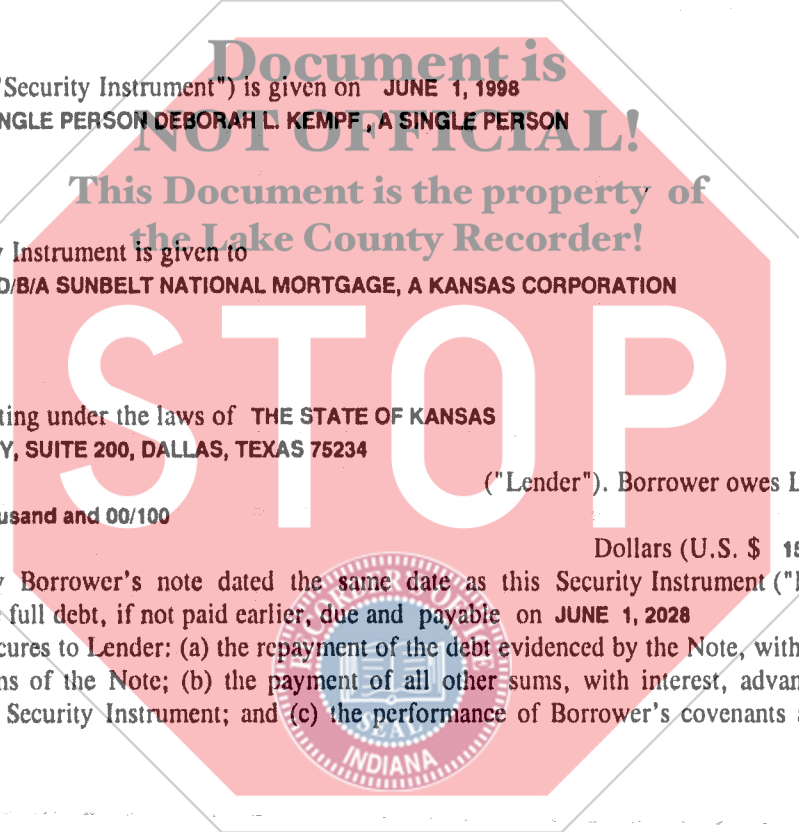 Document is
"Security Instrument") is given on JUNE 1, 1998
NGLE PERSON DEBORAH L. KEMPF , A SINGLE PERSON
NOT OFFICIAL!
This Document is the property of
the Lake County Recorder!
y Instrument is given to
D/B/A SUNBELT NATIONAL MORTGAGE, A KANSAS CORPORATION
STOP
ting under the laws of THE STATE OF KANSAS
Y, SUITE 200, DALLAS, TEXAS 75234
("Lender"). Borrower owes L
usand and 00/100
Dollars (U.S. $ 15
y Borrower's note dated the same date as this Security Instrument ("
full debt, if not paid earlier, due and payable on JUNE 1, 2028
cures to Lender: (a) the repayment of the debt evidenced by the Note, with
ns of the Note; (b) the payment of all other sums, with interest, advan
Security Instrument; and (c) the performance of Borrower's covenants a
RECORDER OFFICE
SEAL
INDIANA